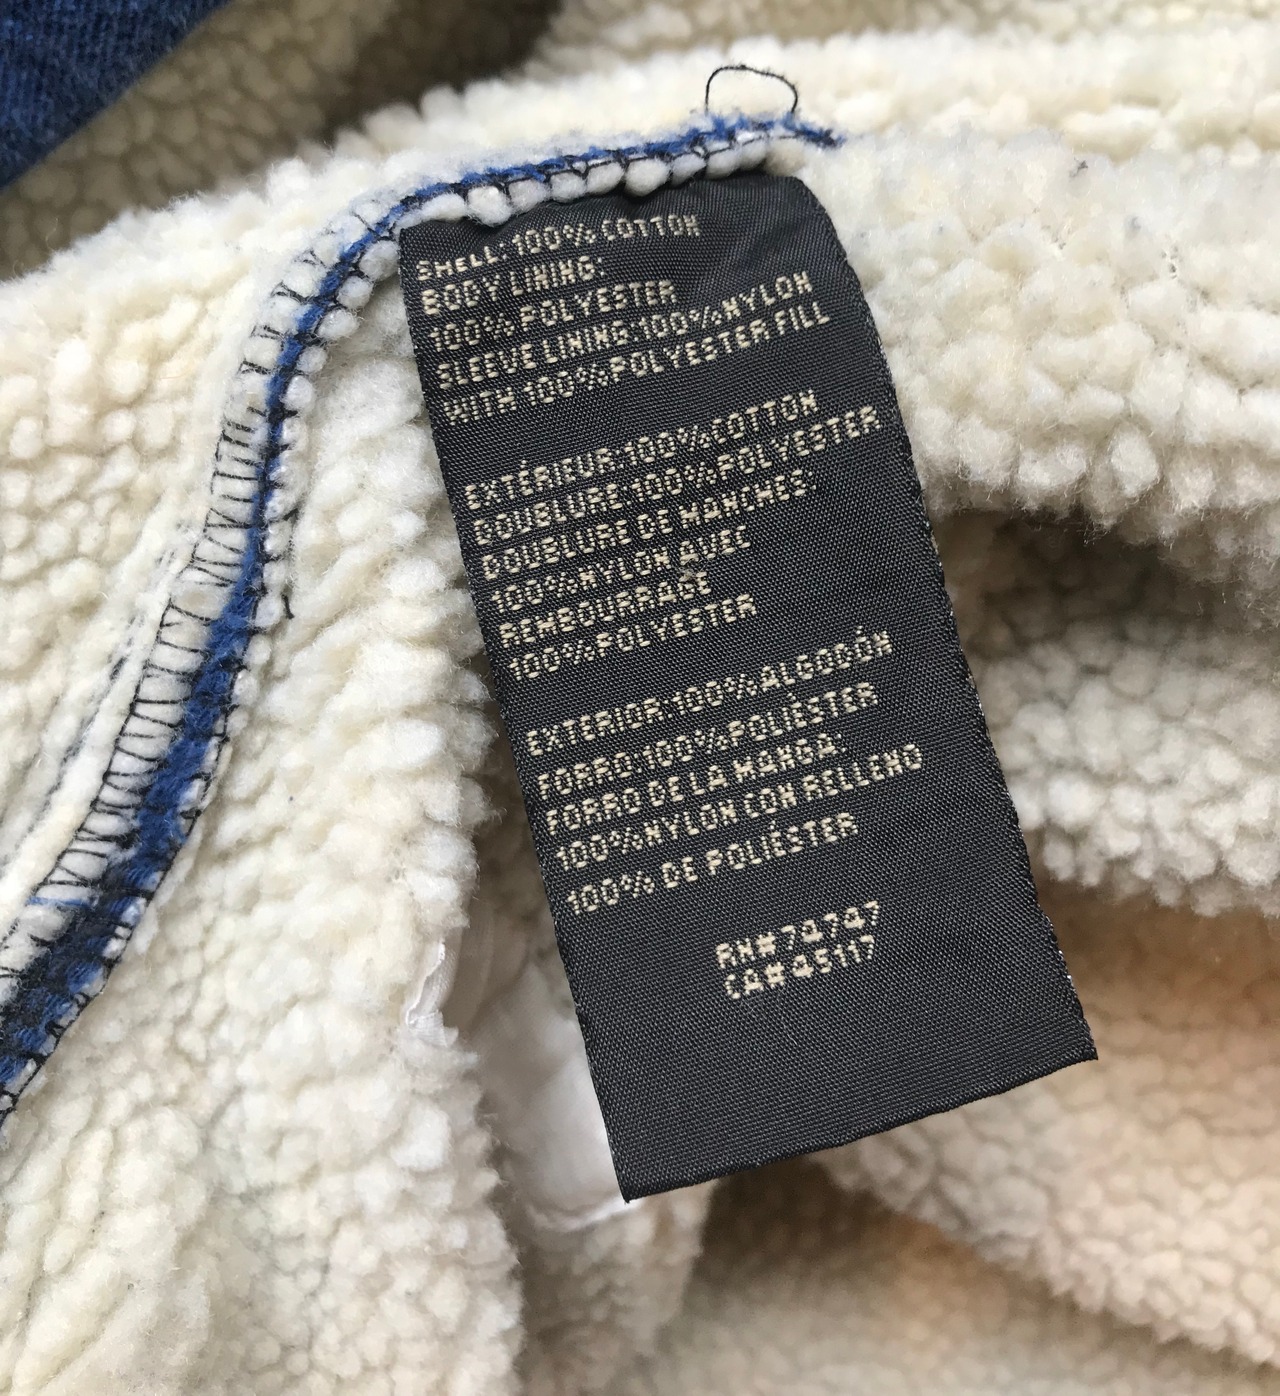 SHELL: 100% COTTON
BODY LINING:
100% POLYESTER
SLEEVE LINING: 100% NYLON
WITH 100% POLYESTER FILL
EXTÉRIEUR: 100% COTTON
DOUBLURE: 100% POLYESTER
DOUBLURE DE MANCHES:
100% NYLON AVEC
REMBOURRAGE
100% POLYESTER
EXTERIOR: 100% ALGODÓN
FORRO: 100% POLIÉSTER
FORRO DE LA MANGA:
100% NYLON CON RELLENO
100% DE POLIÉSTER
RN# 74747
CA# 45117